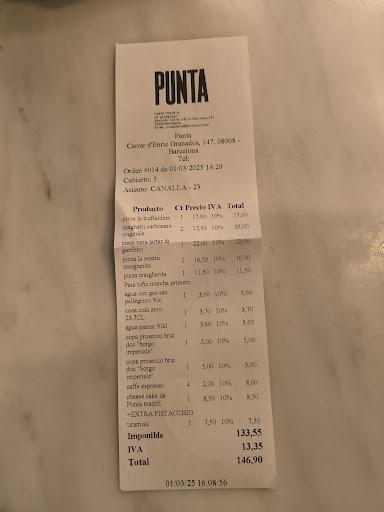 PUNTA
Punta
Carrer d'Enric Granados, 147, 08008 -
Barcelona
Tel:
Orden #014 de 01/03/2025 14:29
Cubierto: 5
Asiento: CANALLA - 23
Producto Ct Precio IVA Total
pizza la truffaldina 1 17,00 10% 17,00
spaghetti carbonara 2 17,50 10% 35,00
originale
pasta nera tartar di 1 22,00 10% 22,00
gamberi
pizza la nostra 1 16,50 10% 16,50
margherita
pizza margherita 1 11,50 10% 11,50
Para niño marcha primero
agua con gas san 1 3,60 10% 3,60
pellegrino 50c
coca cola zero 1 3,70 10% 3,70
23,7CL
agua panna 50cl 1 3,60 10% 3,60
copa prosecco brut 1 5,00 10% 5,00
doc "borgo
imperiale"
copa prosecco brut 1 5,00 10% 5,00
doc "borgo
imperiale"
caffe espresso 4 2,00 10% 8,00
cheese cake de 1 8,50 10% 8,50
Punta madrE
+EXTRA PISTACCHIO
tiramisu 1 7,50 10% 7,50
Imponible 133,55
IVA 13,35
Total 146,90
01/03/25 16:08:56